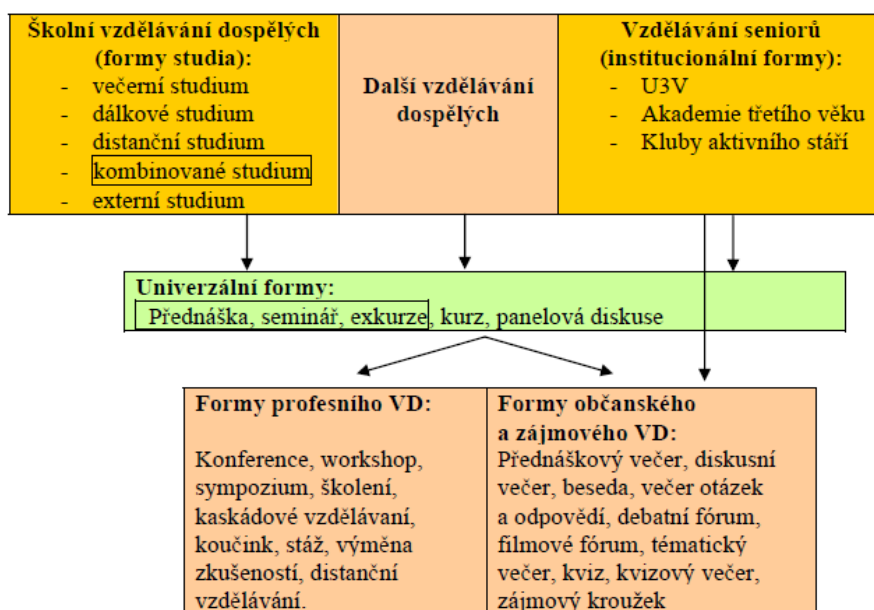 Školní vzdělávání dospělých
(formy studia):
- večerní studium
- dálkové studium
- distanční studium
- kombinované studium
- externí studium
Další vzdělávání
dospělých
Vzdělávání seniorů
(institucionální formy):
- U3V
- Akademie třetího věku
- Kluby aktivního stáří
Univerzální formy:
Přednáška, seminář, exkurze, kurz, panelová diskuse
Formy profesního VD:
Konference, workshop,
sympozium, školení,
kaskádové vzdělávaní,
koučink, stáž, výměna
zkušeností, distanční
vzdělávání.
Formy občanského
a zájmového VD:
Přednáškový večer, diskusní
večer, beseda, večer otázek
a odpovědí, debatní fórum,
filmové fórum, tématický
večer, kviz, kvizový večer,
zájmový kroužek